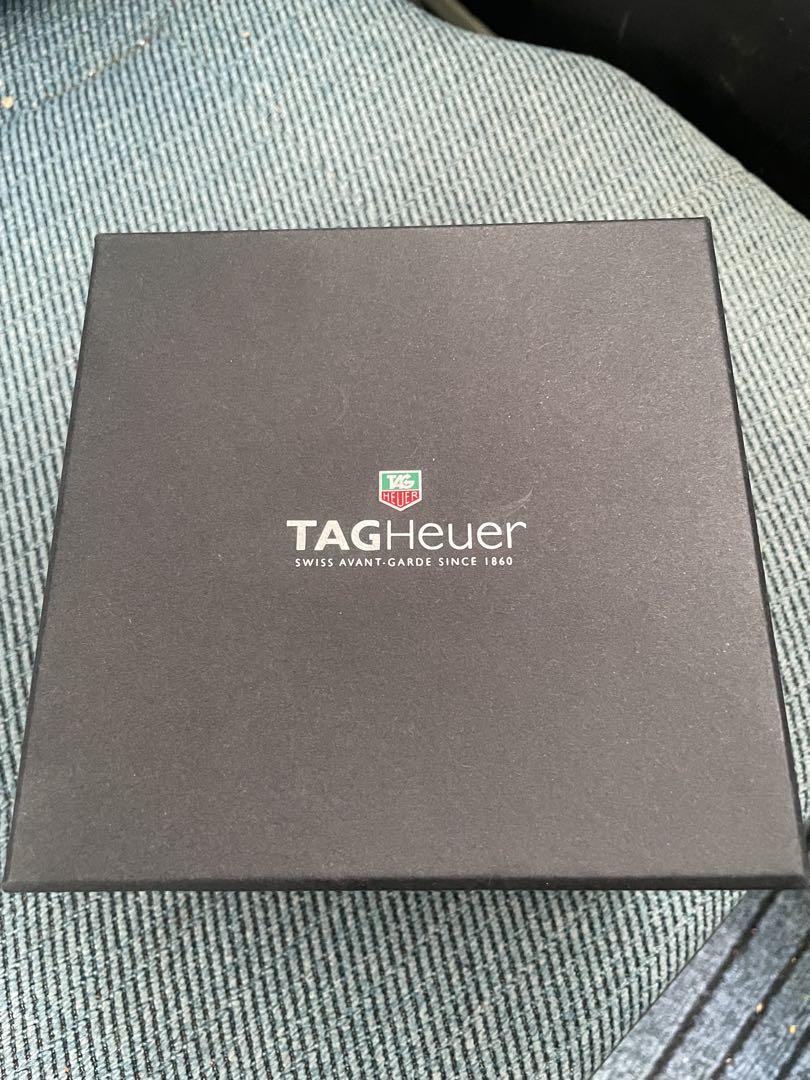 TAG
HEUER
TAGHeuer
SWISS AVANT-GARDE SINCE 1860